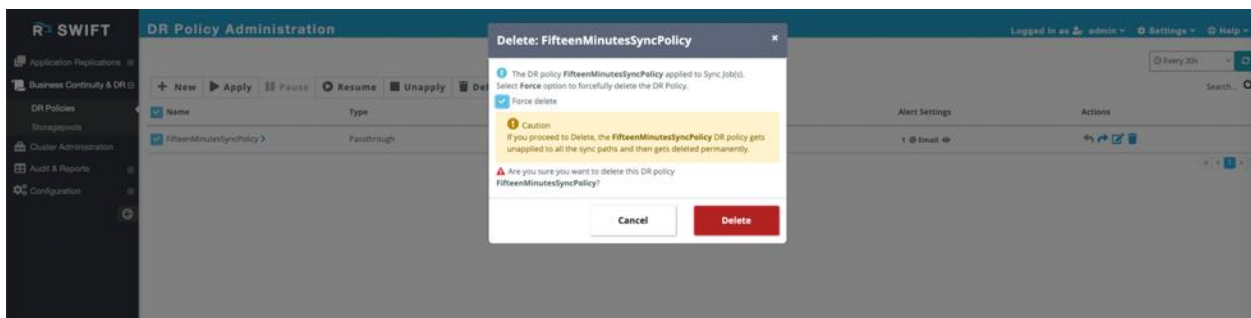 SWIFT
DR Policy Administration
Logged in as admin
Settings
Help
Application Replications
Business Continuity & DR
DR Policies
Storagepools
Cluster Administration
Audit & Reports
Configuration
Every 30s
+ New Apply Pause Resume Unapply Del
Search...
Name Type Alert Settings Actions
FifteenMinutesSyncPolicy > Passthrough 1 @ Email
1
Delete: FifteenMinutesSyncPolicy ×
The DR policy FifteenMinutesSyncPolicy applied to Sync Job(s).
Select Force option to forcefully delete the DR Policy.
Force delete
Caution
If you proceed to Delete, the FifteenMinutesSyncPolicy DR policy gets
unapplied to all the sync paths and then gets deleted permanently.
Are you sure you want to delete this DR policy
FifteenMinutesSyncPolicy?
Cancel Delete